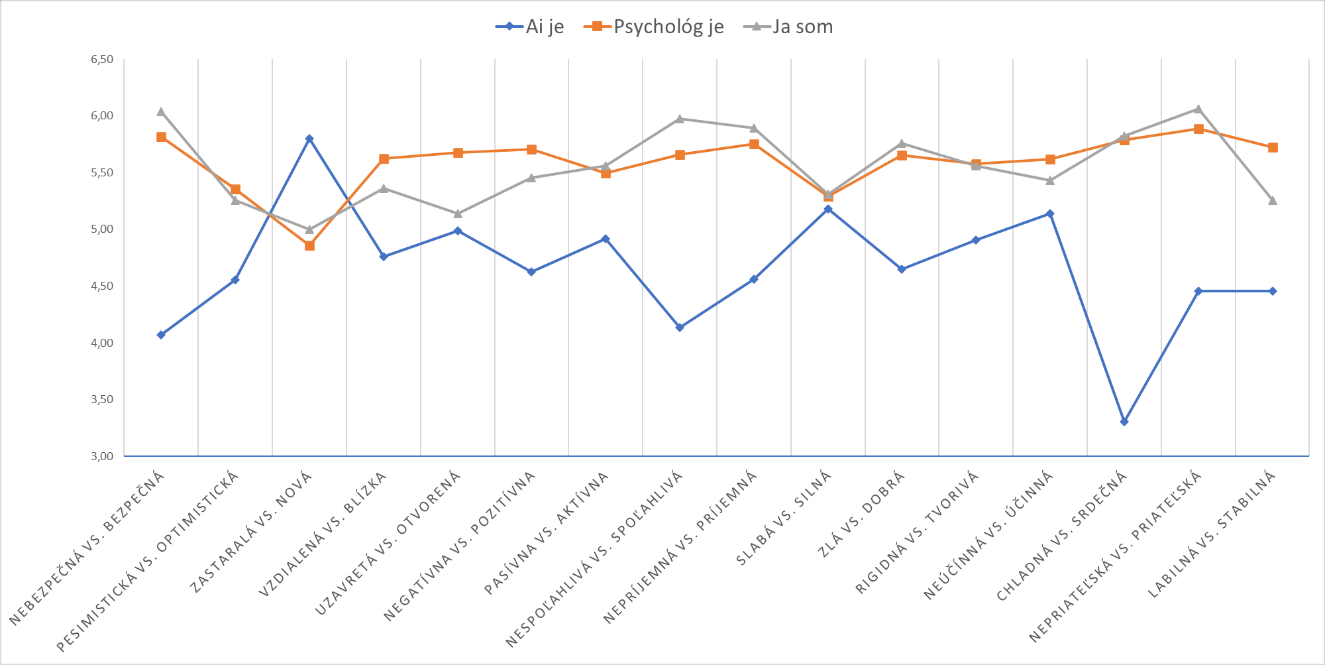 Ai je Psychológ je Ja som
6,50
6,00
5,50
5,00
4,50
4,00
3,50
3,00
NEBEZPEČNÁ VS. BEZPEČNÁ
PESIMISTICKÁ VS. OPTIMISTICKÁ
ZASTARALÁ VS. NOVÁ
VZDIALENÁ VS. BLÍZKA
UZAVRETÁ VS. OTVORENÁ
NEGATÍVNA VS. POZITÍVNA
PASÍVNA VS. AKTÍVNA
NESPOĽAHLIVÁ VS. SPOĽAHLIVÁ
NEPRÍJEMNÁ VS. PRÍJEMNÁ
SLABÁ VS. SILNÁ
ZLÁ VS. DOBRÁ
RIGIDNÁ VS. TVORIVÁ
NEÚČÍNNÁ VS. ÚČINNÁ
CHLADNÁ VS. SRDEČNÁ
NEPRIATEĽSKÁ VS. PRIATEĽSKÁ
LABILNÁ VS. STABILNÁ